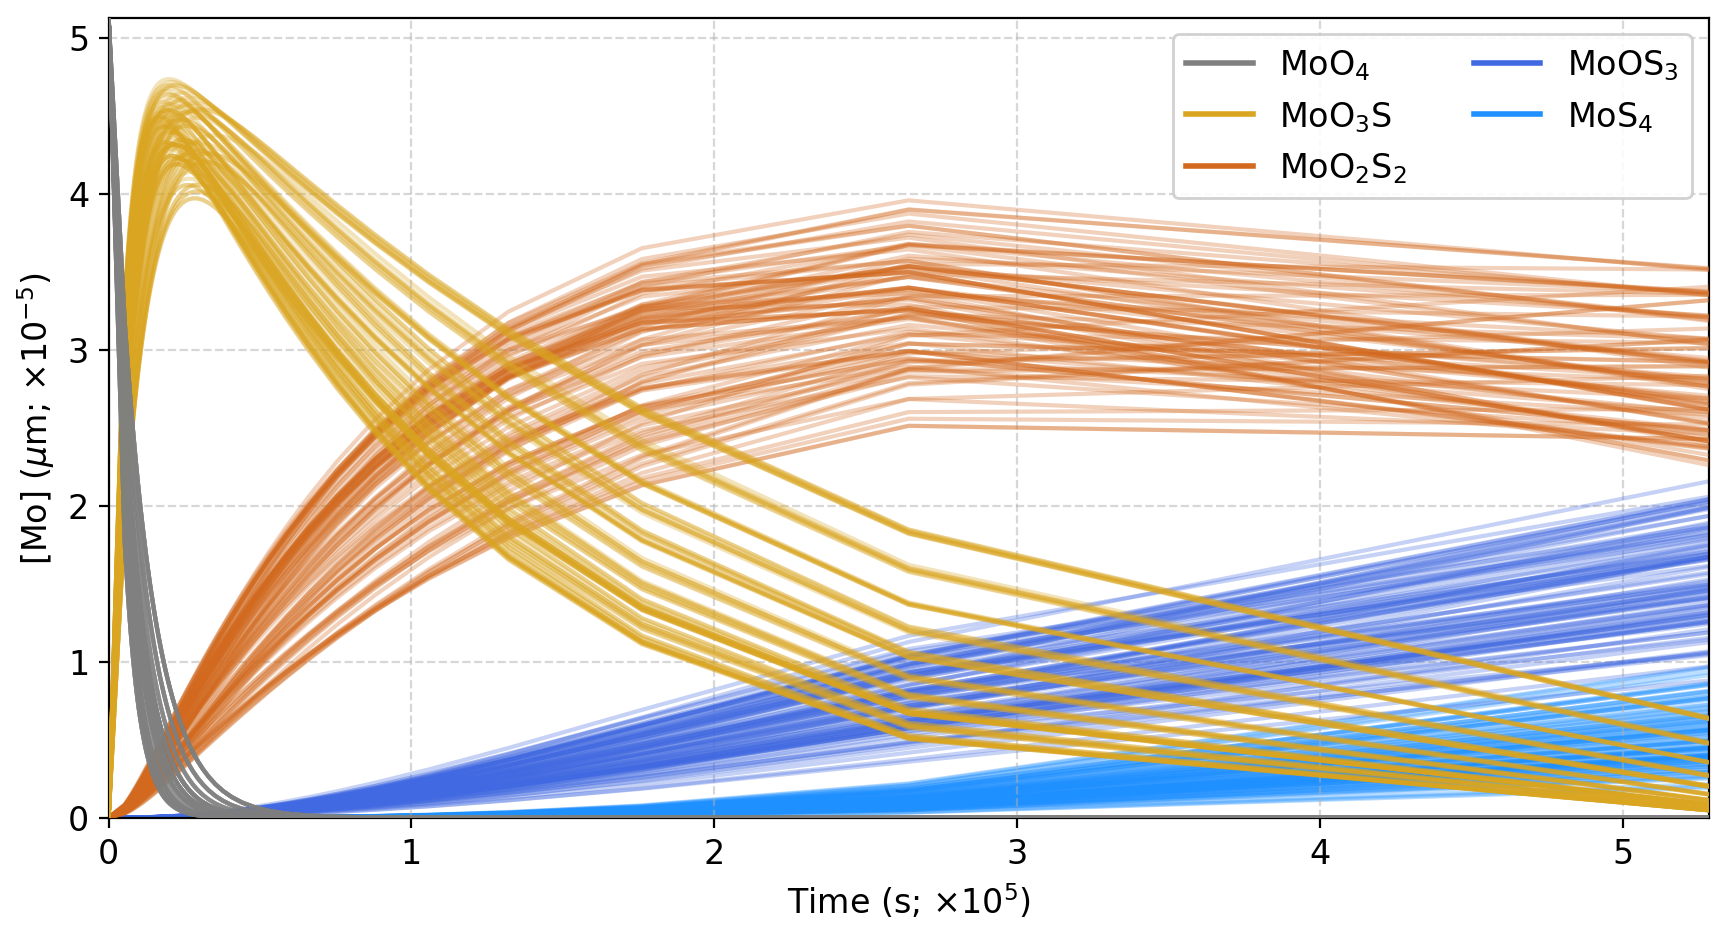 MoO₄
MoO₃S
MoO₂S₂
MoOS₃
MoS₄
[Mo] (μm; ×10⁻⁵)
5
4
3
2
1
0
0 1 2 3 4 5
Time (s; ×10⁵)